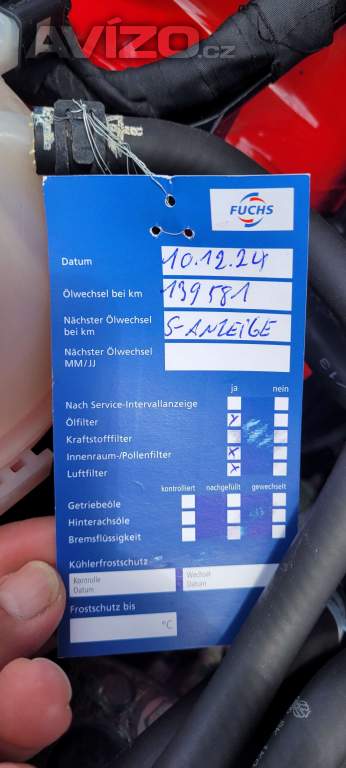 AVÍZO.cz
FUCHS
Datum 10.12.24
Ölwechsel bei km 139581
Nächster Ölwechsel bei km S-ANZEIGE
Nächster Ölwechsel MM/JJ
ja nein
Nach Service-Intervallanzeige
Ölfilter x
Kraftstofffilter
Innenraum-/Pollenfilter x
Luftfilter x
kontrolliert nachgefüllt gewechselt
Getriebeöle
Hinterachsöle
Bremsflüssigkeit
Kühlerfrostschutz
Kontrolle Datum
Wechsel Datum
Frostschutz bis
°C